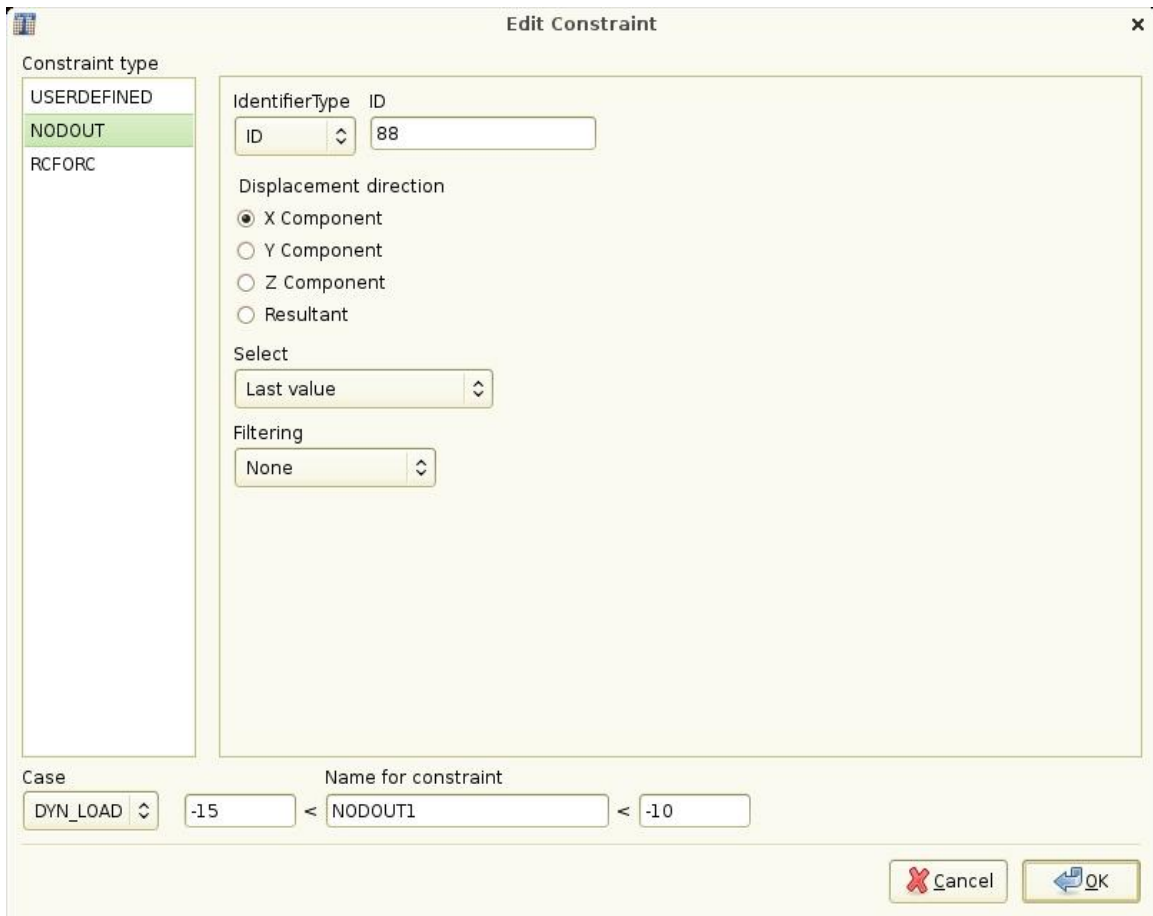 Edit Constraint
Constraint type
USERDEFINED
NODOUT
RCFORC
IdentifierType ID
ID 88
Displacement direction
X Component
Y Component
Z Component
Resultant
Select
Last value
Filtering
None
Case Name for constraint
DYN_LOAD -15 < NODOUT1 < -10
Cancel OK